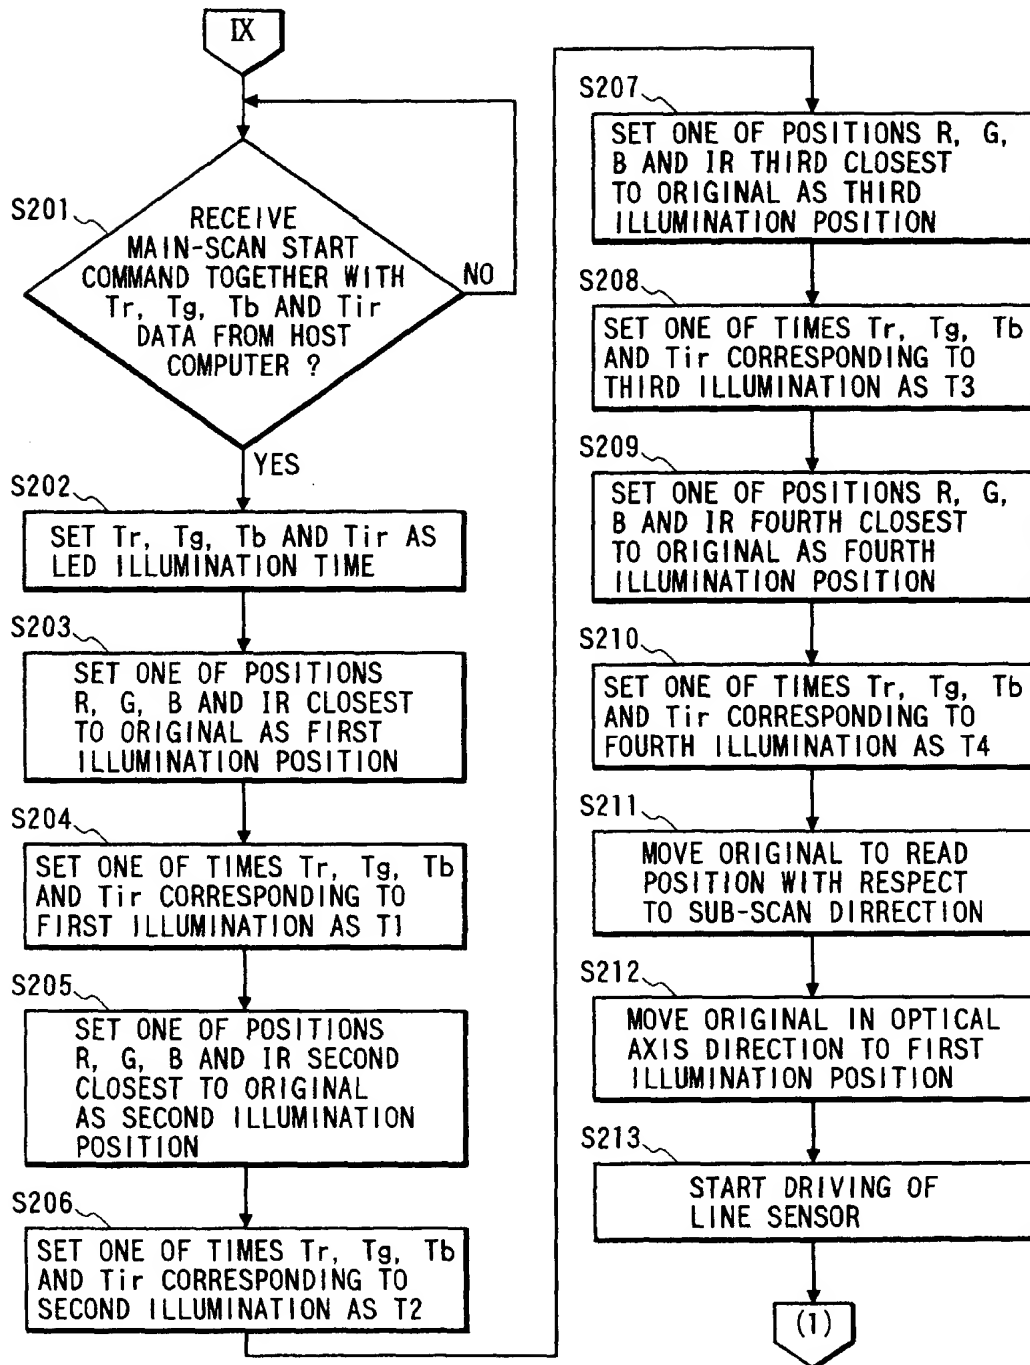 IX
S201
RECEIVE
MAIN-SCAN START
COMMAND TOGETHER WITH
Tr, Tg, Tb AND Tir
DATA FROM HOST
COMPUTER ?
NO
YES
S202
SET Tr, Tg, Tb AND Tir AS
LED ILLUMINATION TIME
S203
SET ONE OF POSITIONS
R, G, B AND IR CLOSEST
TO ORIGINAL AS FIRST
ILLUMINATION POSITION
S204
SET ONE OF TIMES Tr, Tg, Tb
AND Tir CORRESPONDING TO
FIRST ILLUMINATION AS T1
S205
SET ONE OF POSITIONS
R, G, B AND IR SECOND
CLOSEST TO ORIGINAL
AS SECOND ILLUMINATION
POSITION
S206
SET ONE OF TIMES Tr, Tg, Tb
AND Tir CORRESPONDING TO
SECOND ILLUMINATION AS T2
S207
SET ONE OF POSITIONS R, G,
B AND IR THIRD CLOSEST
TO ORIGINAL AS THIRD
ILLUMINATION POSITION
S208
SET ONE OF TIMES Tr, Tg, Tb
AND Tir CORRESPONDING TO
THIRD ILLUMINATION AS T3
S209
SET ONE OF POSITIONS R, G,
B AND IR FOURTH CLOSEST
TO ORIGINAL AS FOURTH
ILLUMINATION POSITION
S210
SET ONE OF TIMES Tr, Tg, Tb
AND Tir CORRESPONDING TO
FOURTH ILLUMINATION AS T4
S211
MOVE ORIGINAL TO READ
POSITION WITH RESPECT
TO SUB-SCAN DIRRECTION
S212
MOVE ORIGINAL IN OPTICAL
AXIS DIRECTION TO FIRST
ILLUMINATION POSITION
S213
START DRIVING OF
LINE SENSOR
(1)